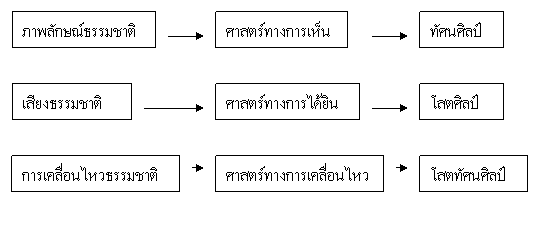 ภาพลักษณ์ธรรมชาติ ศาสตร์ทางการเห็น ทัศนศิลป์
เสียงธรรมชาติ ศาสตร์ทางการได้ยิน โสตศิลป์
การเคลื่อนไหวธรรมชาติ ศาสตร์ทางการเคลื่อนไหว โสตทัศนศิลป์